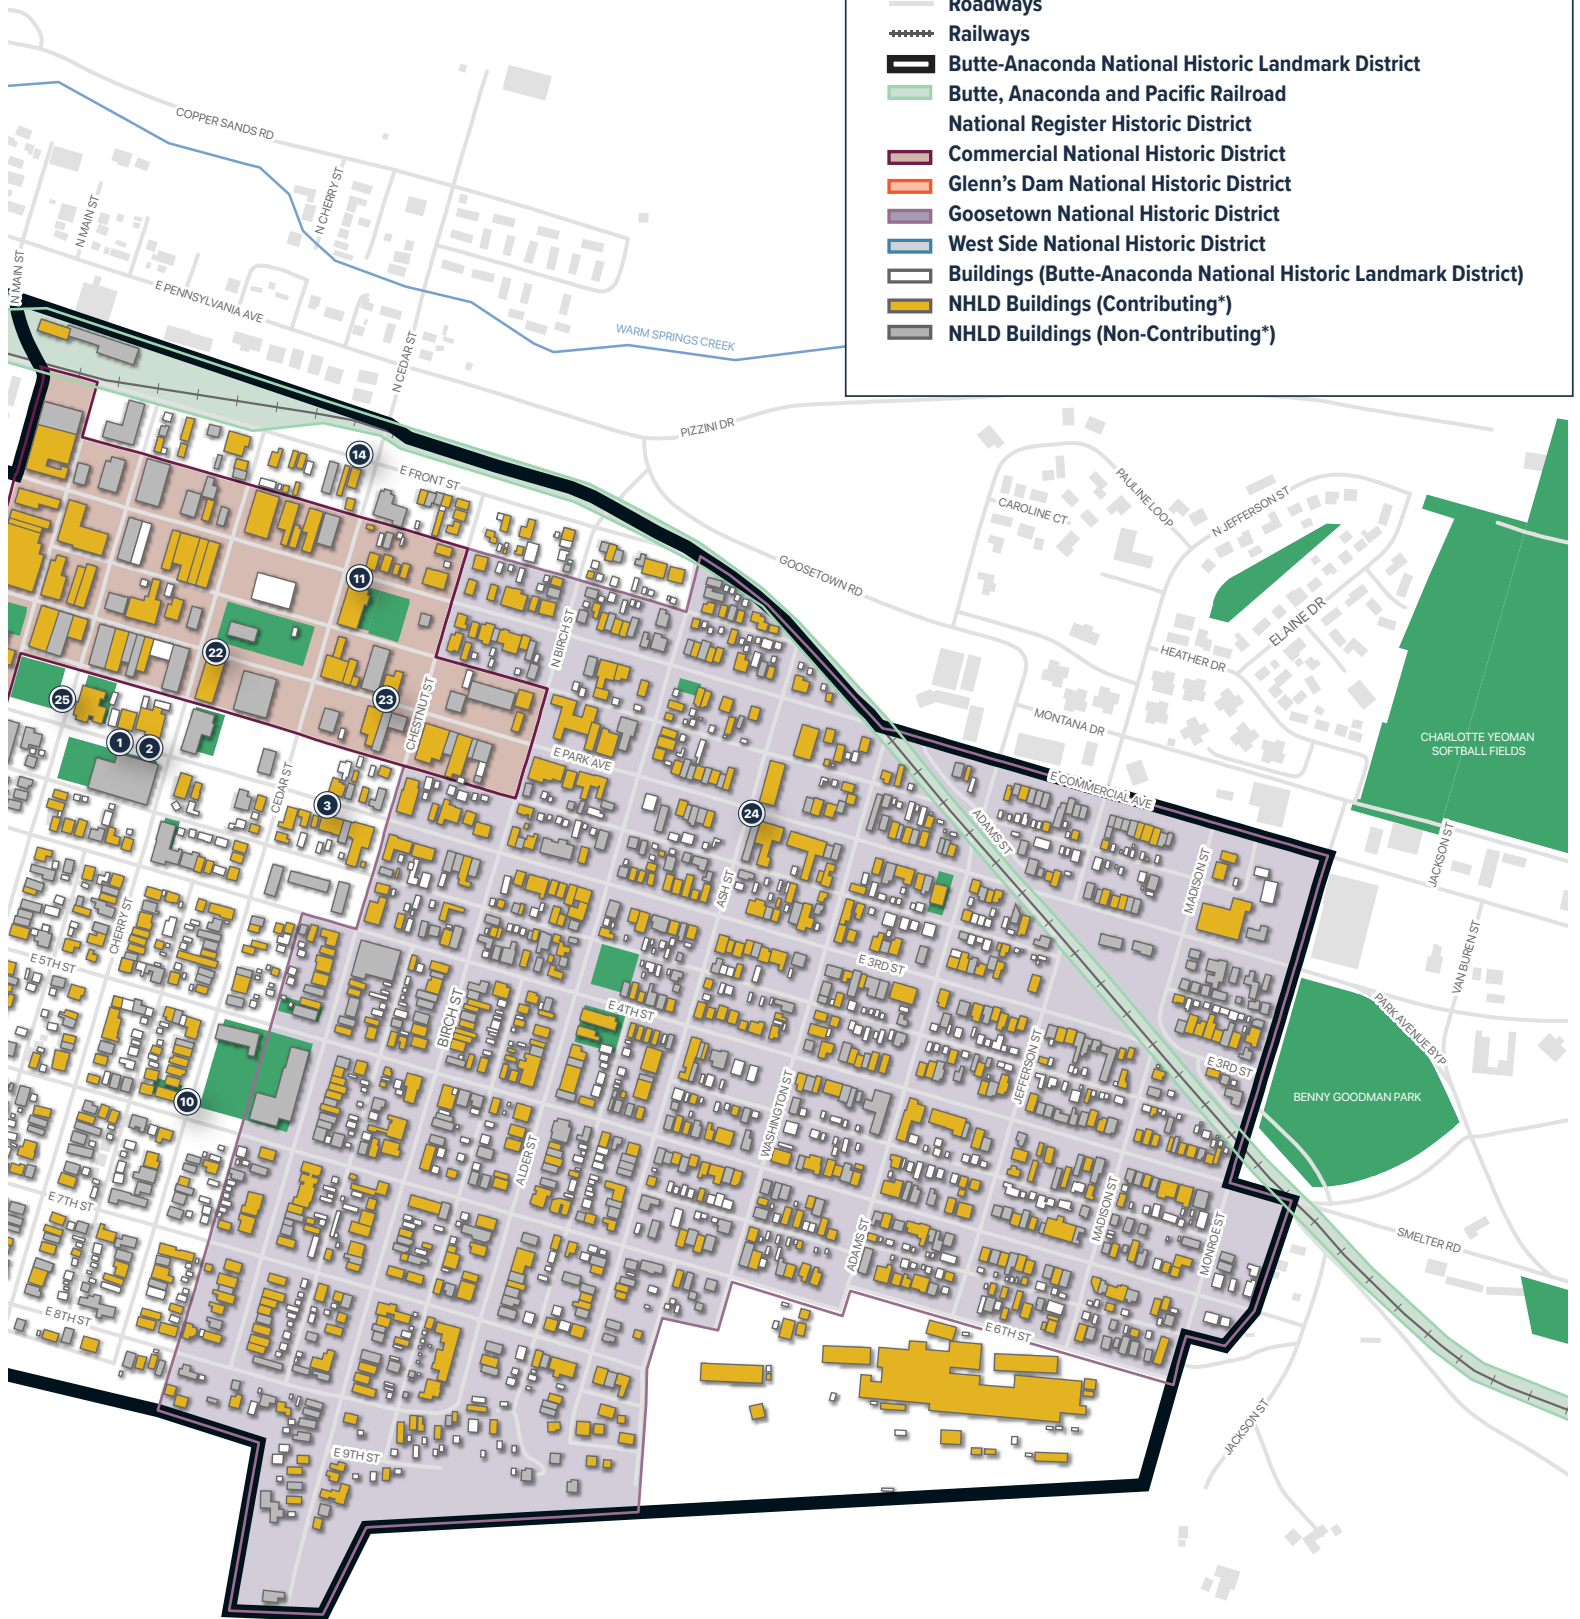 Roadways
Railways
Butte-Anaconda National Historic Landmark District
Butte, Anaconda and Pacific Railroad
National Register Historic District
Commercial National Historic District
Glenn's Dam National Historic District
Goosetown National Historic District
West Side National Historic District
Buildings (Butte-Anaconda National Historic Landmark District)
NHLD Buildings (Contributing*)
NHLD Buildings (Non-Contributing*)
COPPER SANDS RD
N CHERRY ST
N MAIN ST
N MAIN ST
E PENNSYLVANIA AVE
WARM SPRINGS CREEK
N CEDAR ST
PIZZINI DR
14
E FRONT ST
CAROLINE CT
PAULINE LOOP
N JEFFERSON ST
GOOSETOWN RD
11
ELAINE DR
N BIRCH ST
22
HEATHER DR
25
23
CHESTNUT ST
MONTANA DR
1
2
CHARLOTTE YEOMAN
SOFTBALL FIELDS
E PARK AVE
CEDAR ST
E COMMERCIAL AVE
3
24
ADAMS ST
JACKSON ST
ASH ST
MADISON ST
CHERRY ST
E 5TH ST
E 3RD ST
VAN BUREN ST
E 4TH ST
BIRCH ST
PARK AVENUE BYP
JEFFERSON ST
E 3RD ST
10
BENNY GOODMAN PARK
WASHINGTON ST
ALDER ST
E 7TH ST
MADISON ST
ADAMS ST
MONROE ST
SMELTER RD
E 8TH ST
E 6TH ST
JACKSON ST
E 9TH ST